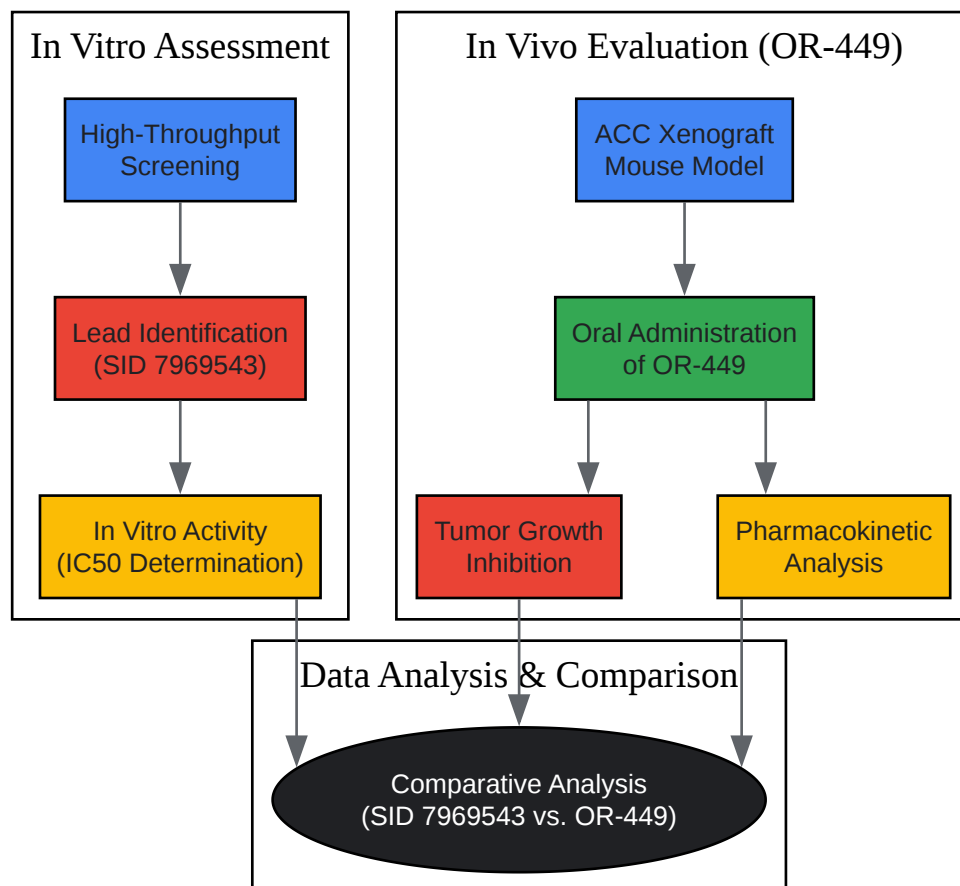 In Vitro Assessment
High-Throughput
Screening
Lead Identification
(SID 7969543)
In Vitro Activity
(IC50 Determination)
In Vivo Evaluation (OR-449)
ACC Xenograft
Mouse Model
Oral Administration
of OR-449
Tumor Growth
Inhibition
Pharmacokinetic
Analysis
Data Analysis & Comparison
Comparative Analysis
(SID 7969543 vs. OR-449)